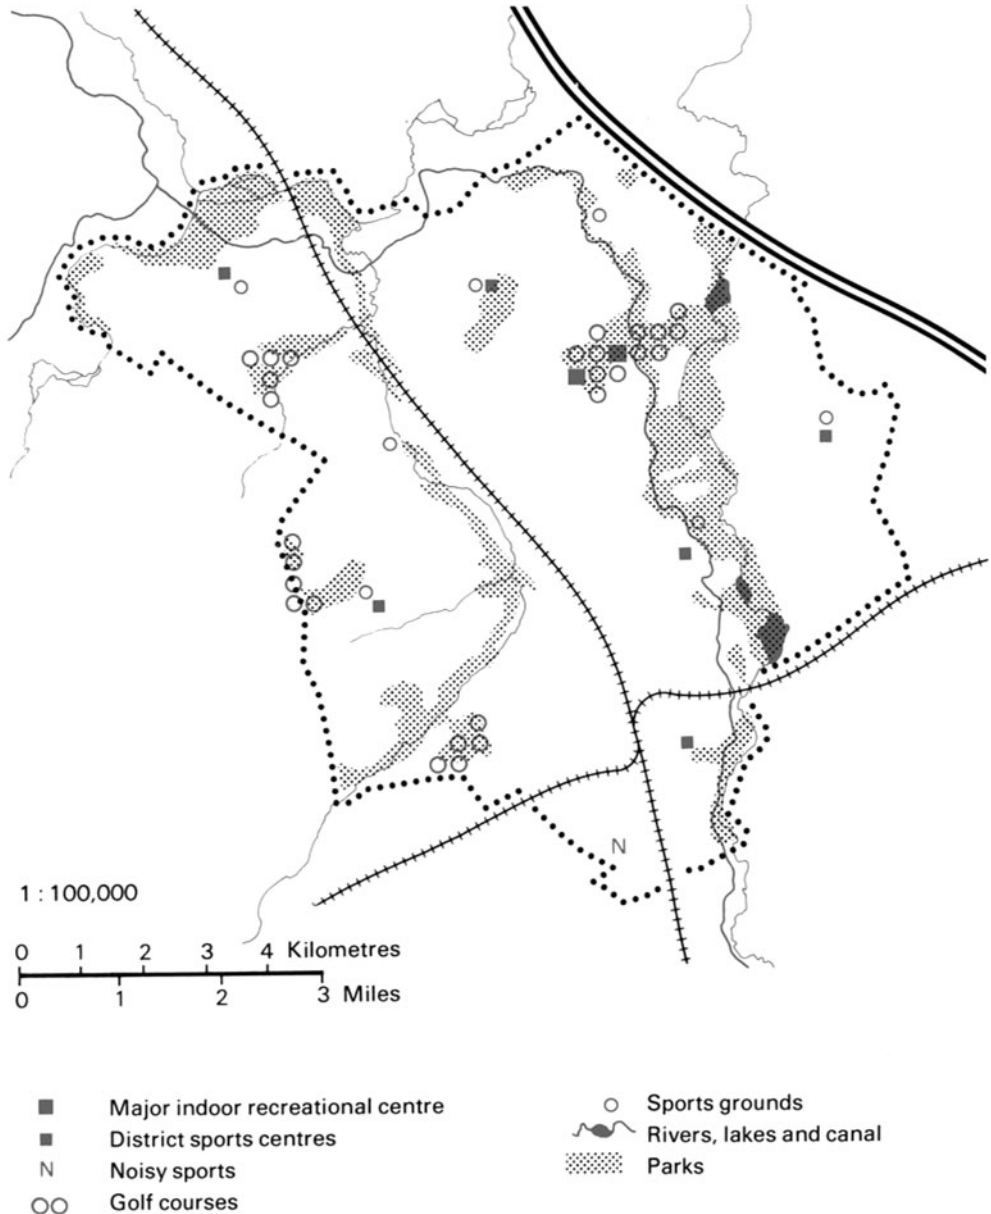 N
1 : 100,000
0 1 2 3 4 Kilometres
0 1 2 3 Miles
Major indoor recreational centre
District sports centres
N Noisy sports
Golf courses
Sports grounds
Rivers, lakes and canal
Parks